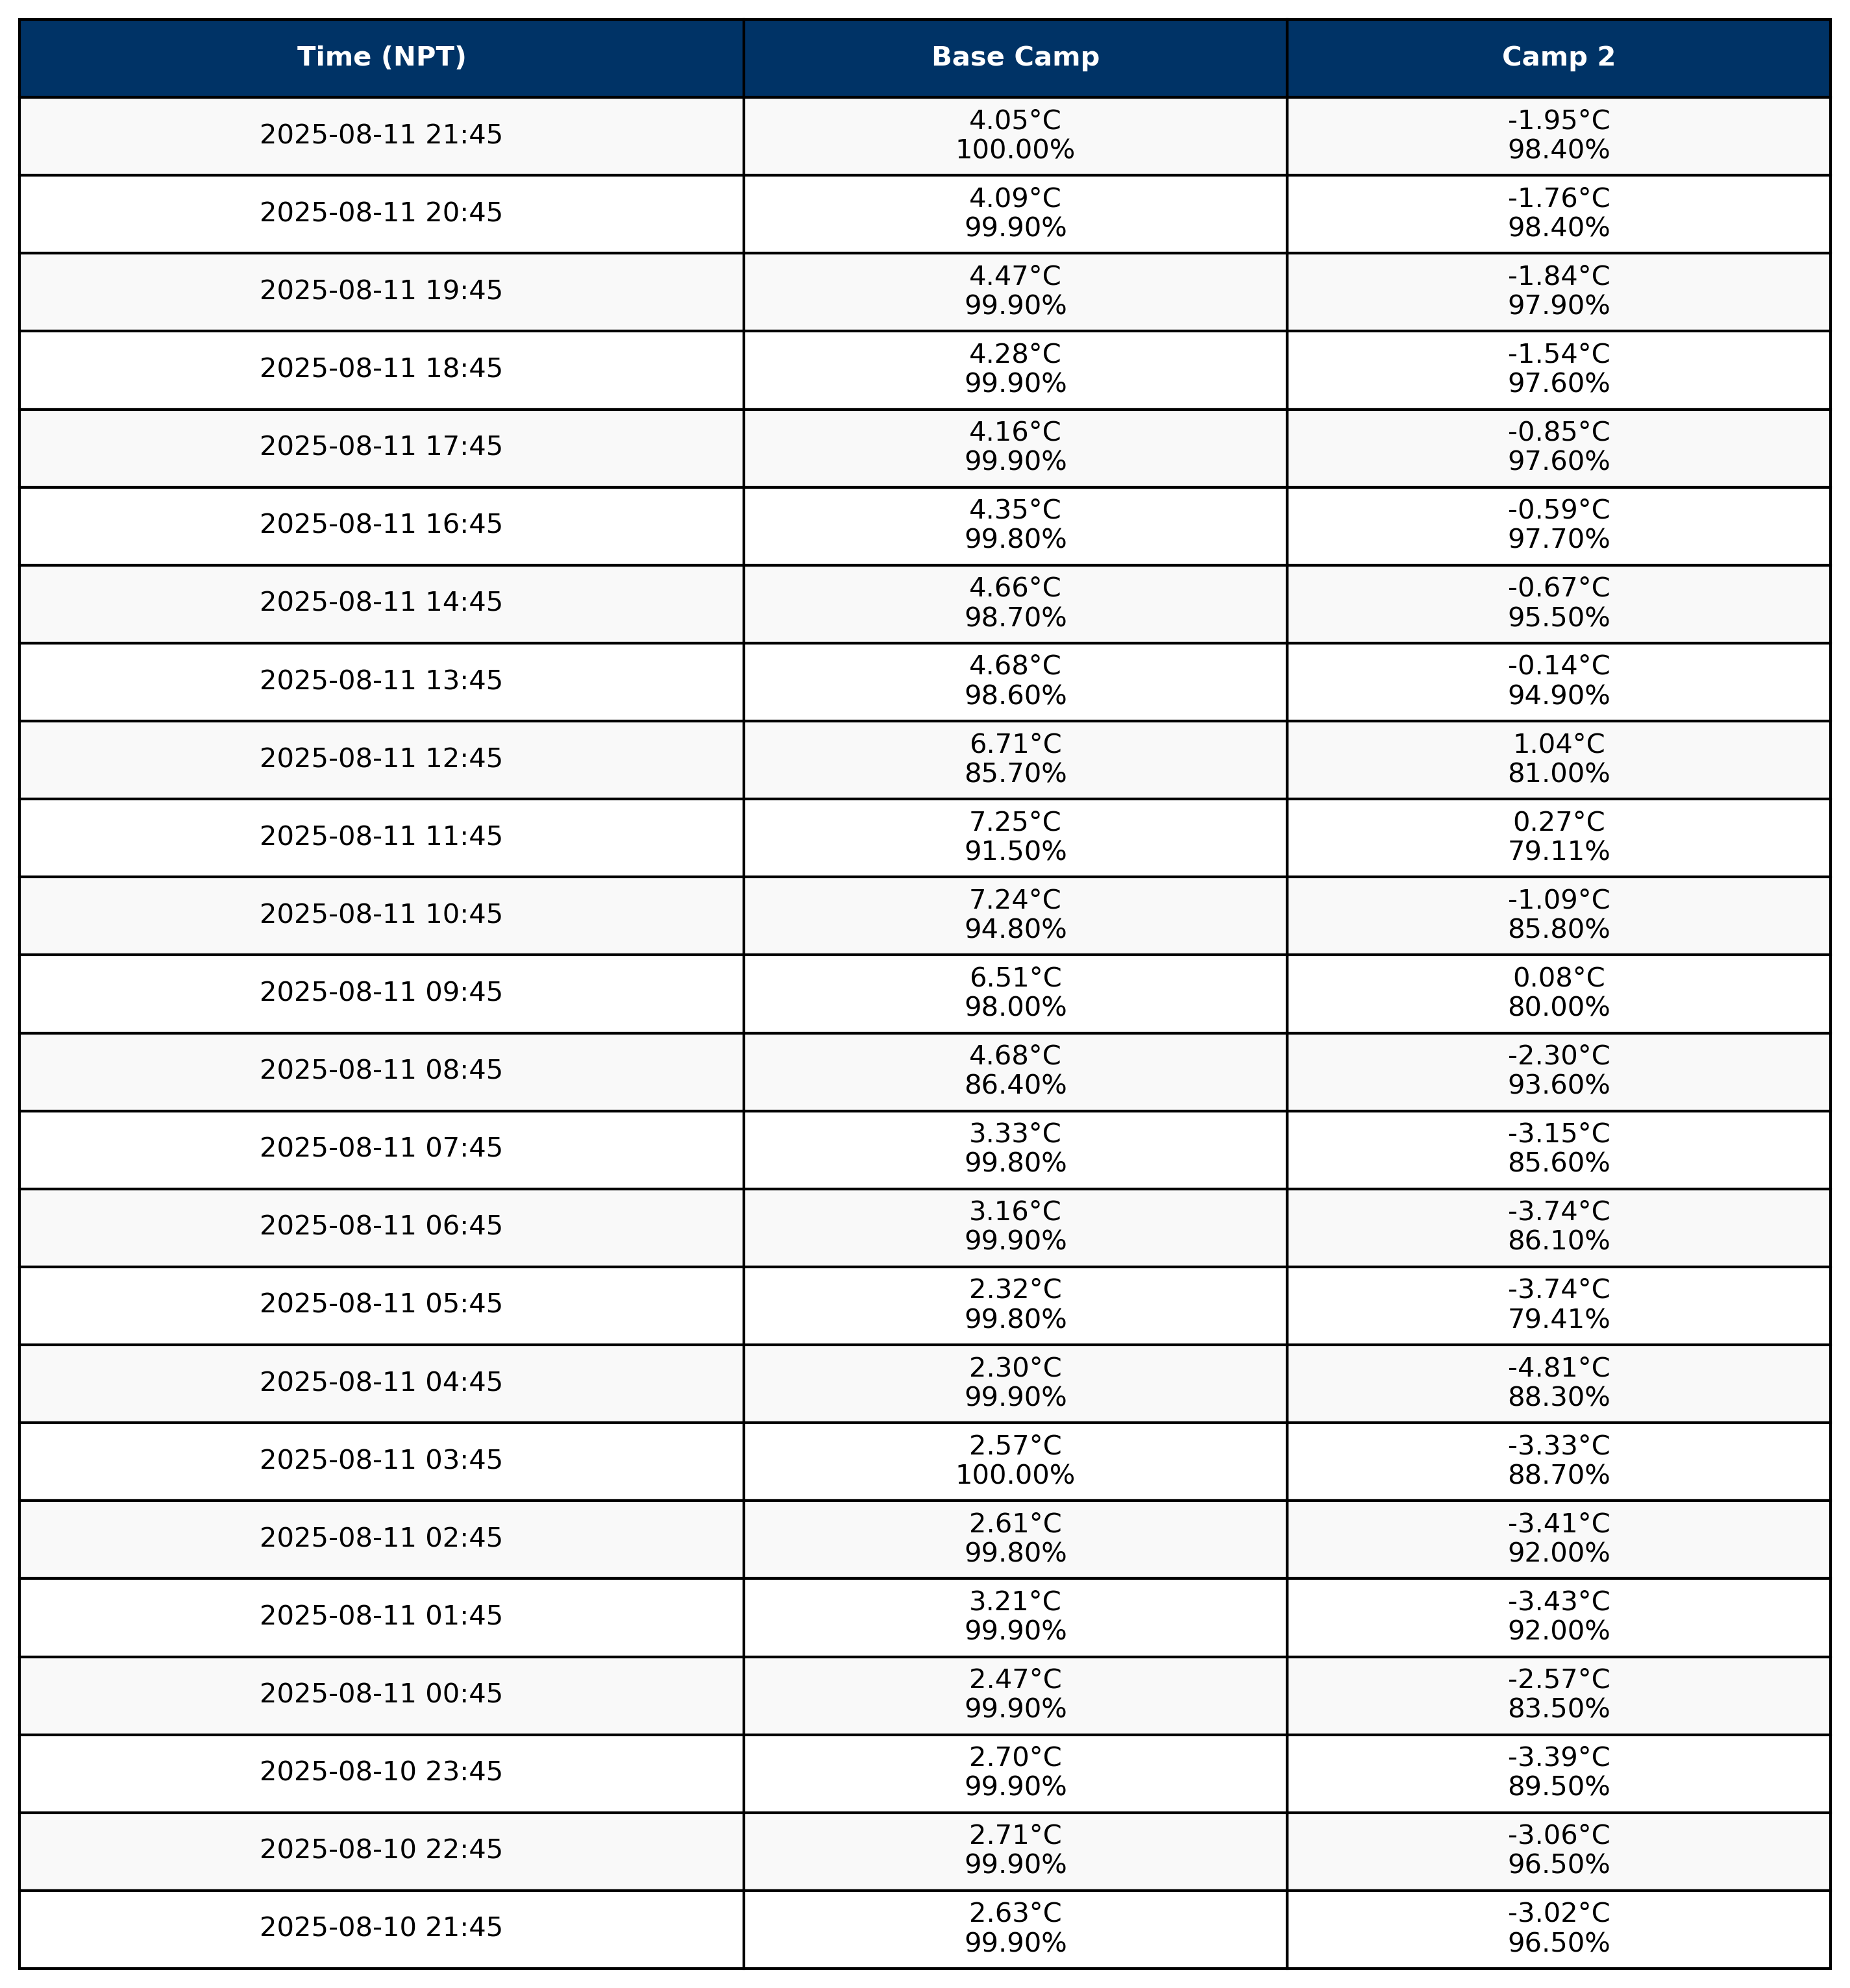 Time (NPT) Base Camp Camp 2
2025-08-11 21:45 4.05°C -1.95°C
100.00% 98.40%
2025-08-11 20:45 4.09°C -1.76°C
99.90% 98.40%
2025-08-11 19:45 4.47°C -1.84°C
99.90% 97.90%
2025-08-11 18:45 4.28°C -1.54°C
99.90% 97.60%
2025-08-11 17:45 4.16°C -0.85°C
99.90% 97.60%
2025-08-11 16:45 4.35°C -0.59°C
99.80% 97.70%
2025-08-11 14:45 4.66°C -0.67°C
98.70% 95.50%
2025-08-11 13:45 4.68°C -0.14°C
98.60% 94.90%
2025-08-11 12:45 6.71°C 1.04°C
85.70% 81.00%
2025-08-11 11:45 7.25°C 0.27°C
91.50% 79.11%
2025-08-11 10:45 7.24°C -1.09°C
94.80% 85.80%
2025-08-11 09:45 6.51°C 0.08°C
98.00% 80.00%
2025-08-11 08:45 4.68°C -2.30°C
86.40% 93.60%
2025-08-11 07:45 3.33°C -3.15°C
99.80% 85.60%
2025-08-11 06:45 3.16°C -3.74°C
99.90% 86.10%
2025-08-11 05:45 2.32°C -3.74°C
99.80% 79.41%
2025-08-11 04:45 2.30°C -4.81°C
99.90% 88.30%
2025-08-11 03:45 2.57°C -3.33°C
100.00% 88.70%
2025-08-11 02:45 2.61°C -3.41°C
99.80% 92.00%
2025-08-11 01:45 3.21°C -3.43°C
99.90% 92.00%
2025-08-11 00:45 2.47°C -2.57°C
99.90% 83.50%
2025-08-10 23:45 2.70°C -3.39°C
99.90% 89.50%
2025-08-10 22:45 2.71°C -3.06°C
99.90% 96.50%
2025-08-10 21:45 2.63°C -3.02°C
99.90% 96.50%